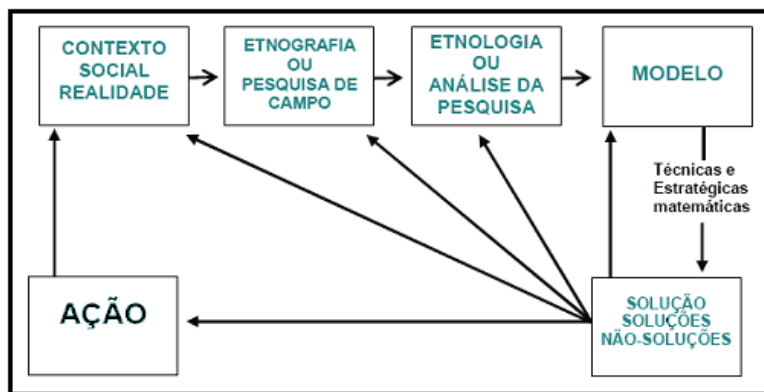 CONTEXTO
SOCIAL
REALIDADE
ETNOGRAFIA
OU
PESQUISA DE
CAMPO
ETNOLOGIA
OU
ANÁLISE DA
PESQUISA
MODELO
Técnicas e
Estratégicas
matemáticas
AÇÃO
SOLUÇÃO
SOLUÇÕES
NÃO-SOLUÇÕES